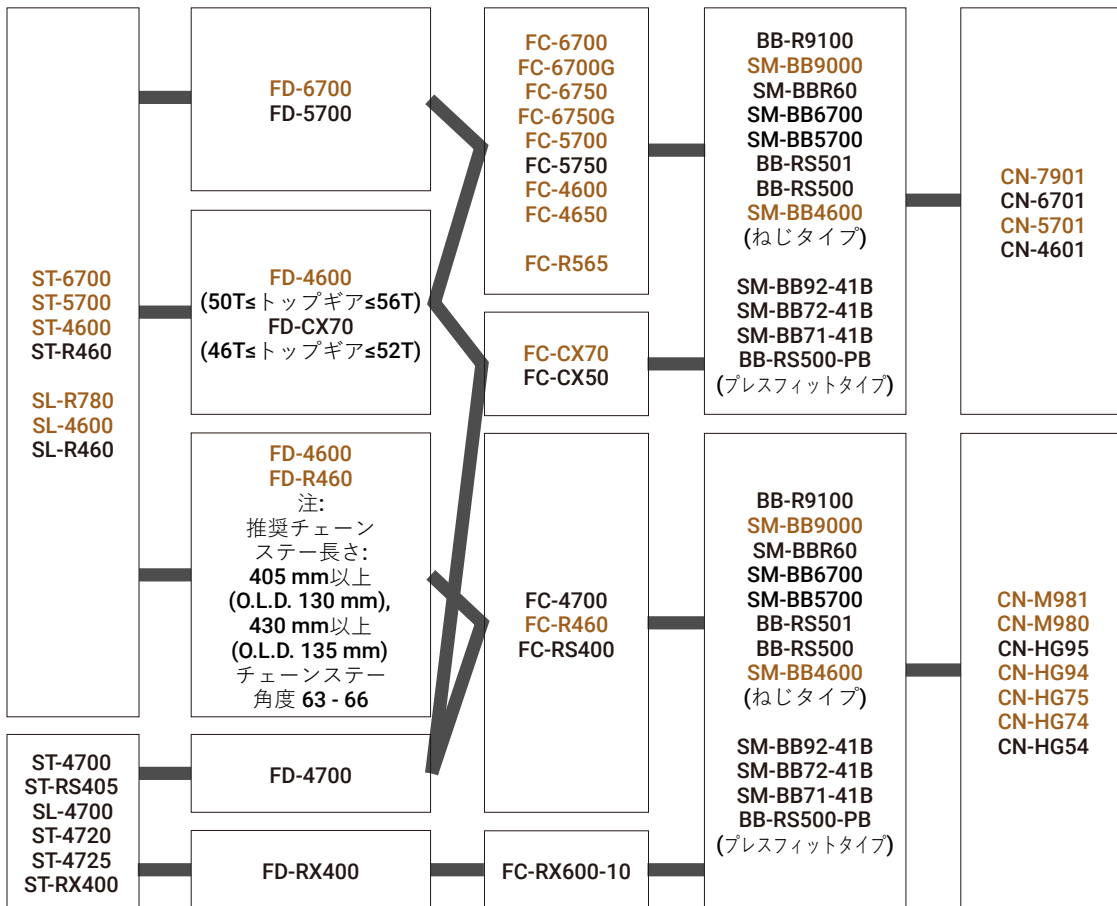 ST-6700
ST-5700
ST-4600
ST-R460
SL-R780
SL-4600
SL-R460
ST-4700
ST-RS405
SL-4700
ST-4720
ST-4725
ST-RX400
FD-6700
FD-5700
FD-4600
(50T≤トップギア≤56T)
FD-CX70
(46T≤トップギア≤52T)
FD-4600
FD-R460
注:
推奨チェーン
ステー長さ:
405 mm以上
(O.L.D. 130 mm),
430 mm以上
(O.L.D. 135 mm)
チェーンステー
角度 63 - 66
FD-4700
FD-RX400
FC-6700
FC-6700G
FC-6750
FC-6750G
FC-5700
FC-5750
FC-4600
FC-4650
FC-R565
FC-CX70
FC-CX50
FC-4700
FC-R460
FC-RS400
FC-RX600-10
BB-R9100
SM-BB9000
SM-BBR60
SM-BB6700
SM-BB5700
BB-RS501
BB-RS500
SM-BB4600
(ねじタイプ)
SM-BB92-41B
SM-BB72-41B
SM-BB71-41B
BB-RS500-PB
(プレスフィットタイプ)
BB-R9100
SM-BB9000
SM-BBR60
SM-BB6700
SM-BB5700
BB-RS501
BB-RS500
SM-BB4600
(ねじタイプ)
SM-BB92-41B
SM-BB72-41B
SM-BB71-41B
BB-RS500-PB
(プレスフィットタイプ)
CN-7901
CN-6701
CN-5701
CN-4601
CN-M981
CN-M980
CN-HG95
CN-HG94
CN-HG75
CN-HG74
CN-HG54